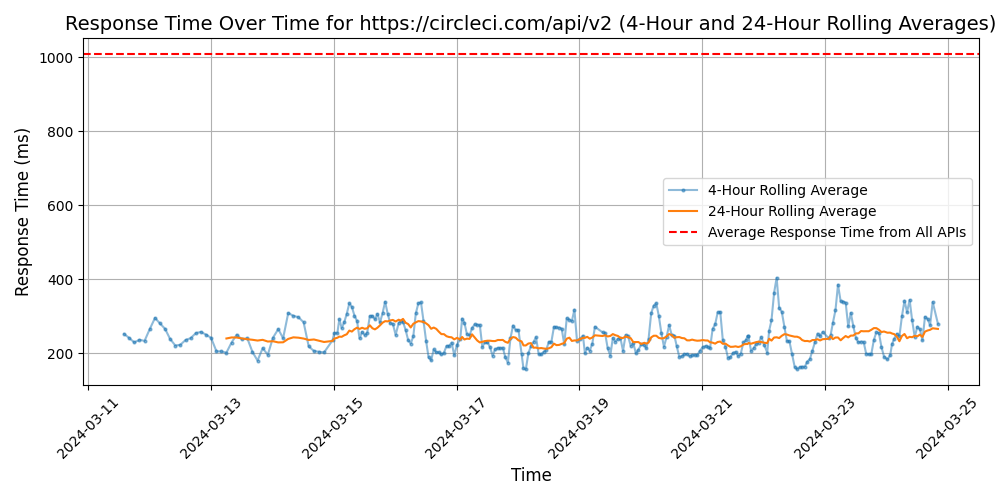 Response Time Over Time for https://circleci.com/api/v2 (4-Hour and 24-Hour Rolling Averages)
1000
800
600
400
200
Response Time (ms)
4-Hour Rolling Average
24-Hour Rolling Average
Average Response Time from All APIs
2024-03-11
2024-03-13
2024-03-15
2024-03-17
2024-03-19
2024-03-21
2024-03-23
2024-03-25
Time